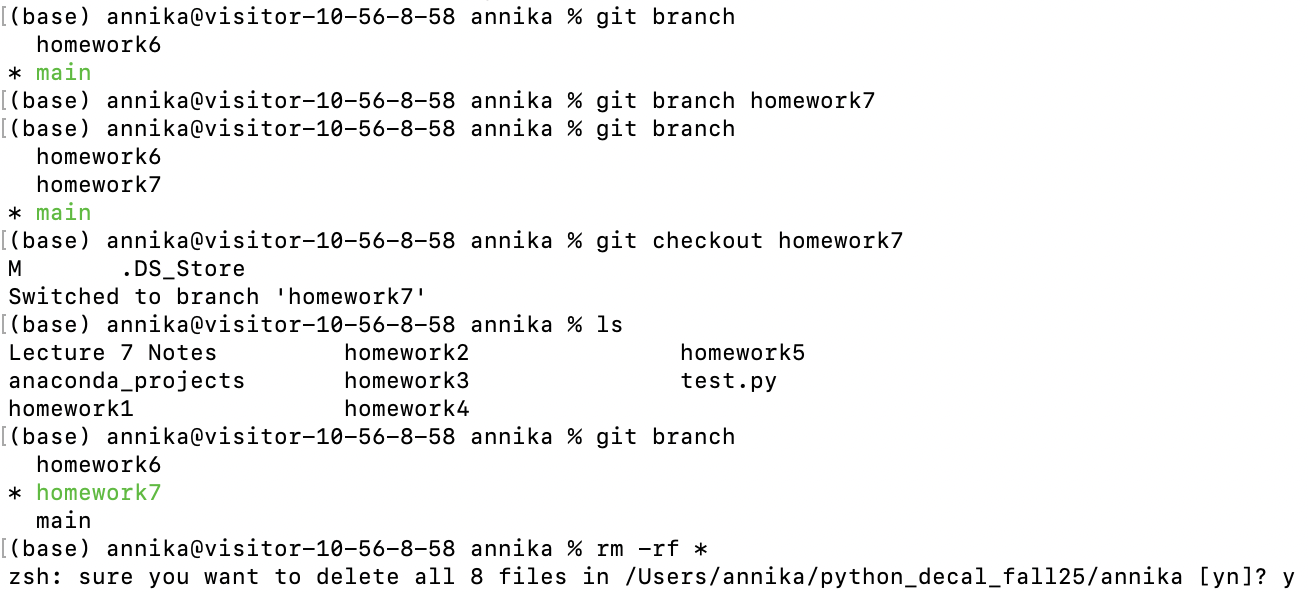 [(base) annika@visitor-10-56-8-58 annika % git branch
  homework6
* main
[(base) annika@visitor-10-56-8-58 annika % git branch homework7
[(base) annika@visitor-10-56-8-58 annika % git branch
  homework6
  homework7
* main
[(base) annika@visitor-10-56-8-58 annika % git checkout homework7
M       .DS_Store
Switched to branch 'homework7'
[(base) annika@visitor-10-56-8-58 annika % ls
Lecture 7 Notes         homework2               homework5
anaconda_projects       homework3               test.py
homework1               homework4
[(base) annika@visitor-10-56-8-58 annika % git branch
  homework6
* homework7
  main
[(base) annika@visitor-10-56-8-58 annika % rm -rf *
zsh: sure you want to delete all 8 files in /Users/annika/python_decal_fall25/annika [yn]? y